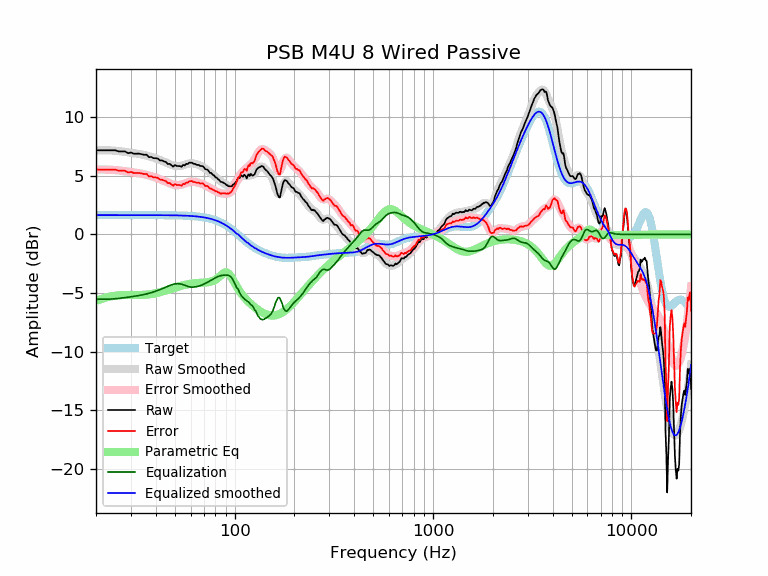 PSB M4U 8 Wired Passive
10
5
0
−5
−10
−15
−20
Amplitude (dBr)
Target
Raw Smoothed
Error Smoothed
Raw
Error
Parametric Eq
Equalization
Equalized smoothed
100
1000
10000
Frequency (Hz)